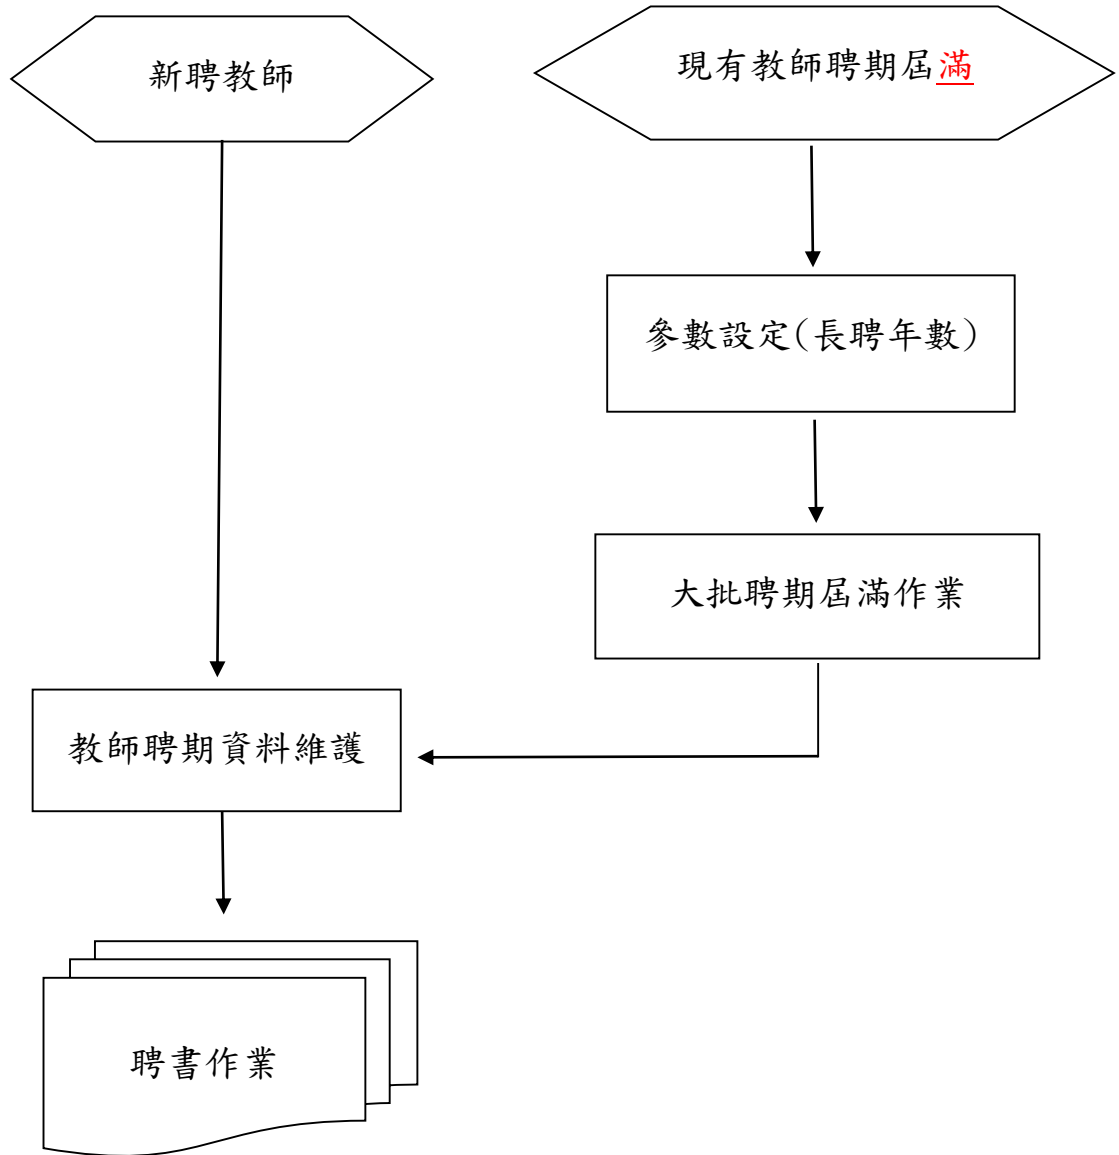 新聘教師
現有教師聘期屆滿
參數設定(長聘年數)
大批聘期屆滿作業
教師聘期資料維護
聘書作業